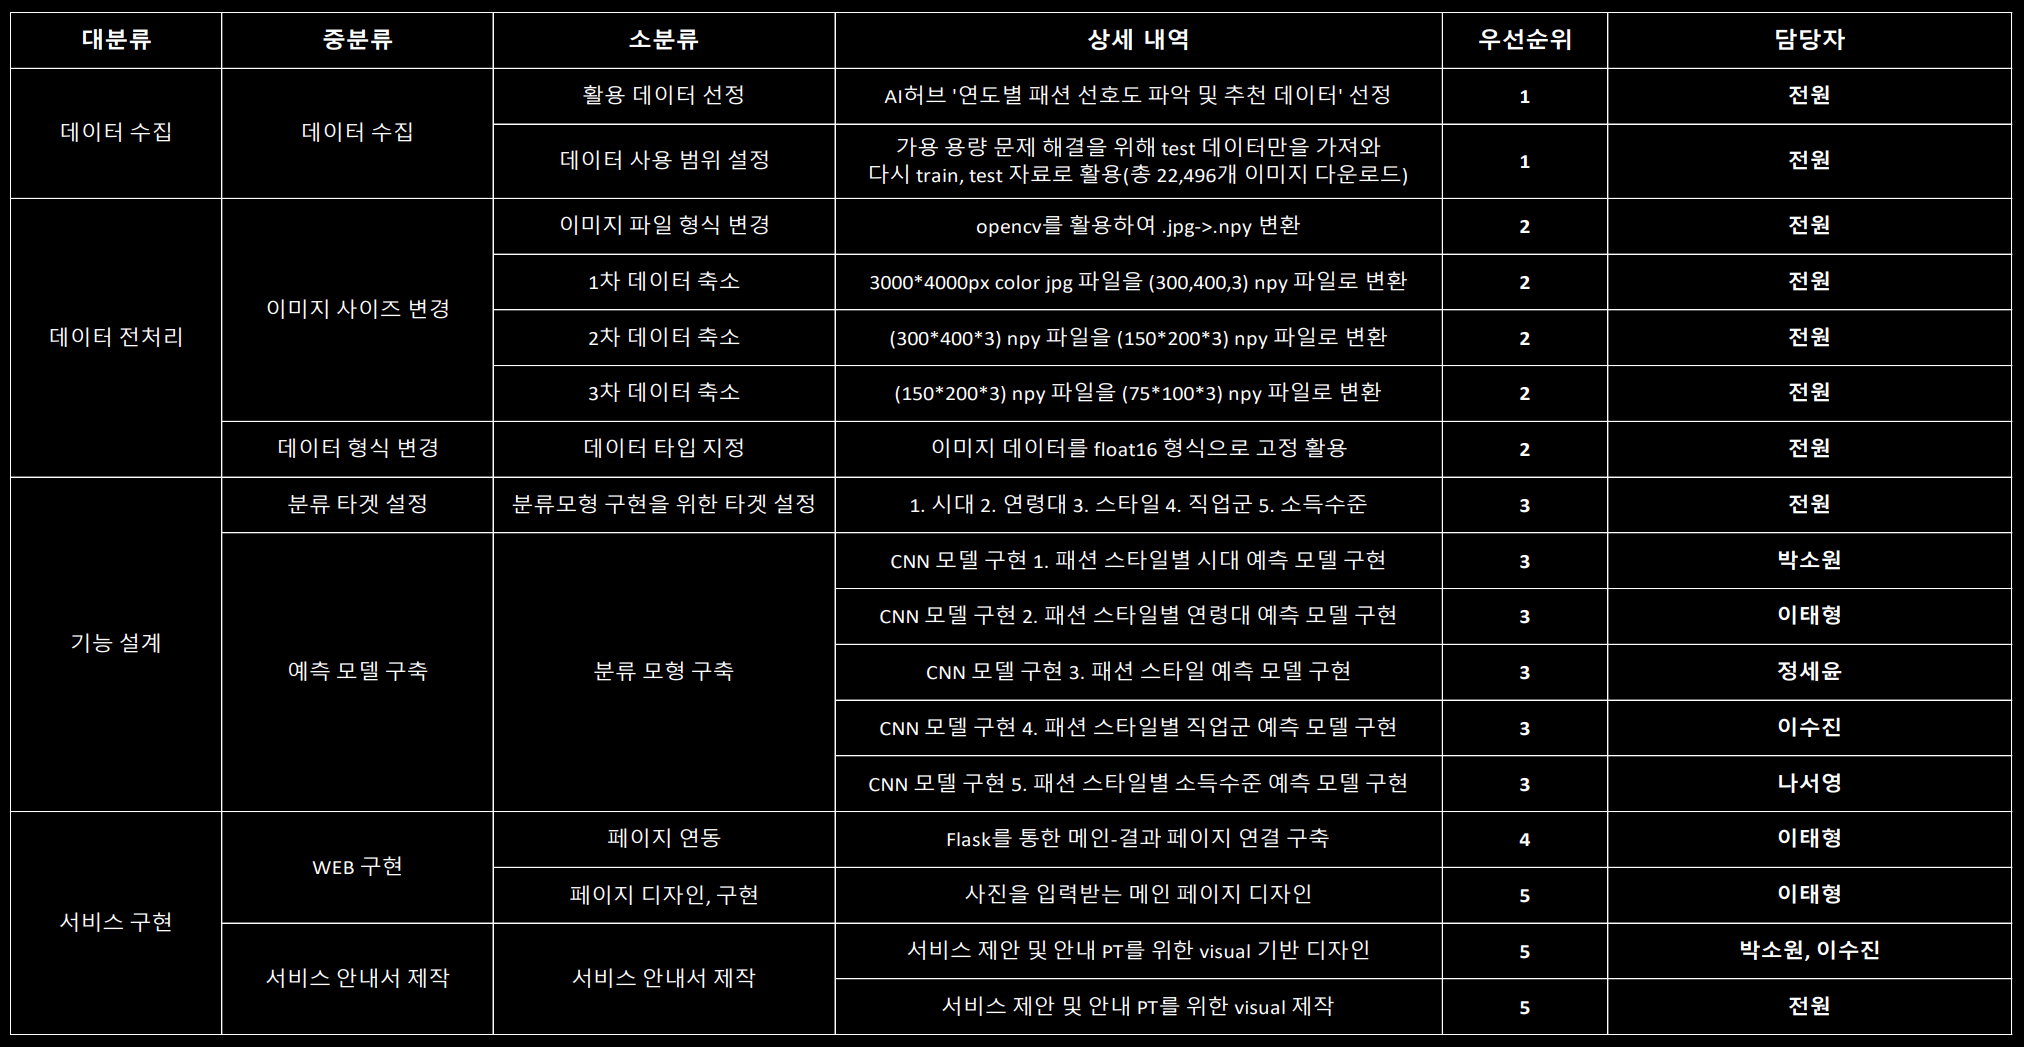 대분류 중분류 소분류 상세 내역 우선순위 담당자
데이터 수집 데이터 수집 활용 데이터 선정 AI허브 '연도별 패션 선호도 파악 및 추천 데이터' 선정 1 전원
데이터 사용 범위 설정 가용 용량 문제 해결을 위해 test 데이터만을 가져와
다시 train, test 자료로 활용(총 22,496개 이미지 다운로드) 1 전원
데이터 전처리 이미지 사이즈 변경 이미지 파일 형식 변경 opencv를 활용하여 .jpg->.npy 변환 2 전원
1차 데이터 축소 3000*4000px color jpg 파일을 (300,400,3) npy 파일로 변환 2 전원
2차 데이터 축소 (300*400*3) npy 파일을 (150*200*3) npy 파일로 변환 2 전원
3차 데이터 축소 (150*200*3) npy 파일을 (75*100*3) npy 파일로 변환 2 전원
데이터 형식 변경 데이터 타입 지정 이미지 데이터를 float16 형식으로 고정 활용 2 전원
기능 설계 분류 타겟 설정 분류모형 구현을 위한 타겟 설정 1. 시대 2. 연령대 3. 스타일 4. 직업군 5. 소득수준 3 전원
예측 모델 구축 분류 모형 구축 CNN 모델 구현 1. 패션 스타일별 시대 예측 모델 구현 3 박소원
CNN 모델 구현 2. 패션 스타일별 연령대 예측 모델 구현 3 이태형
CNN 모델 구현 3. 패션 스타일 예측 모델 구현 3 정세윤
CNN 모델 구현 4. 패션 스타일별 직업군 예측 모델 구현 3 이수진
CNN 모델 구현 5. 패션 스타일별 소득수준 예측 모델 구현 3 나서영
서비스 구현 WEB 구현 페이지 연동 Flask를 통한 메인-결과 페이지 연결 구축 4 이태형
페이지 디자인, 구현 사진을 입력받는 메인 페이지 디자인 5 이태형
서비스 안내서 제작 서비스 안내서 제작 서비스 제안 및 안내 PT를 위한 visual 기반 디자인 5 박소원, 이수진
서비스 제안 및 안내 PT를 위한 visual 제작 5 전원